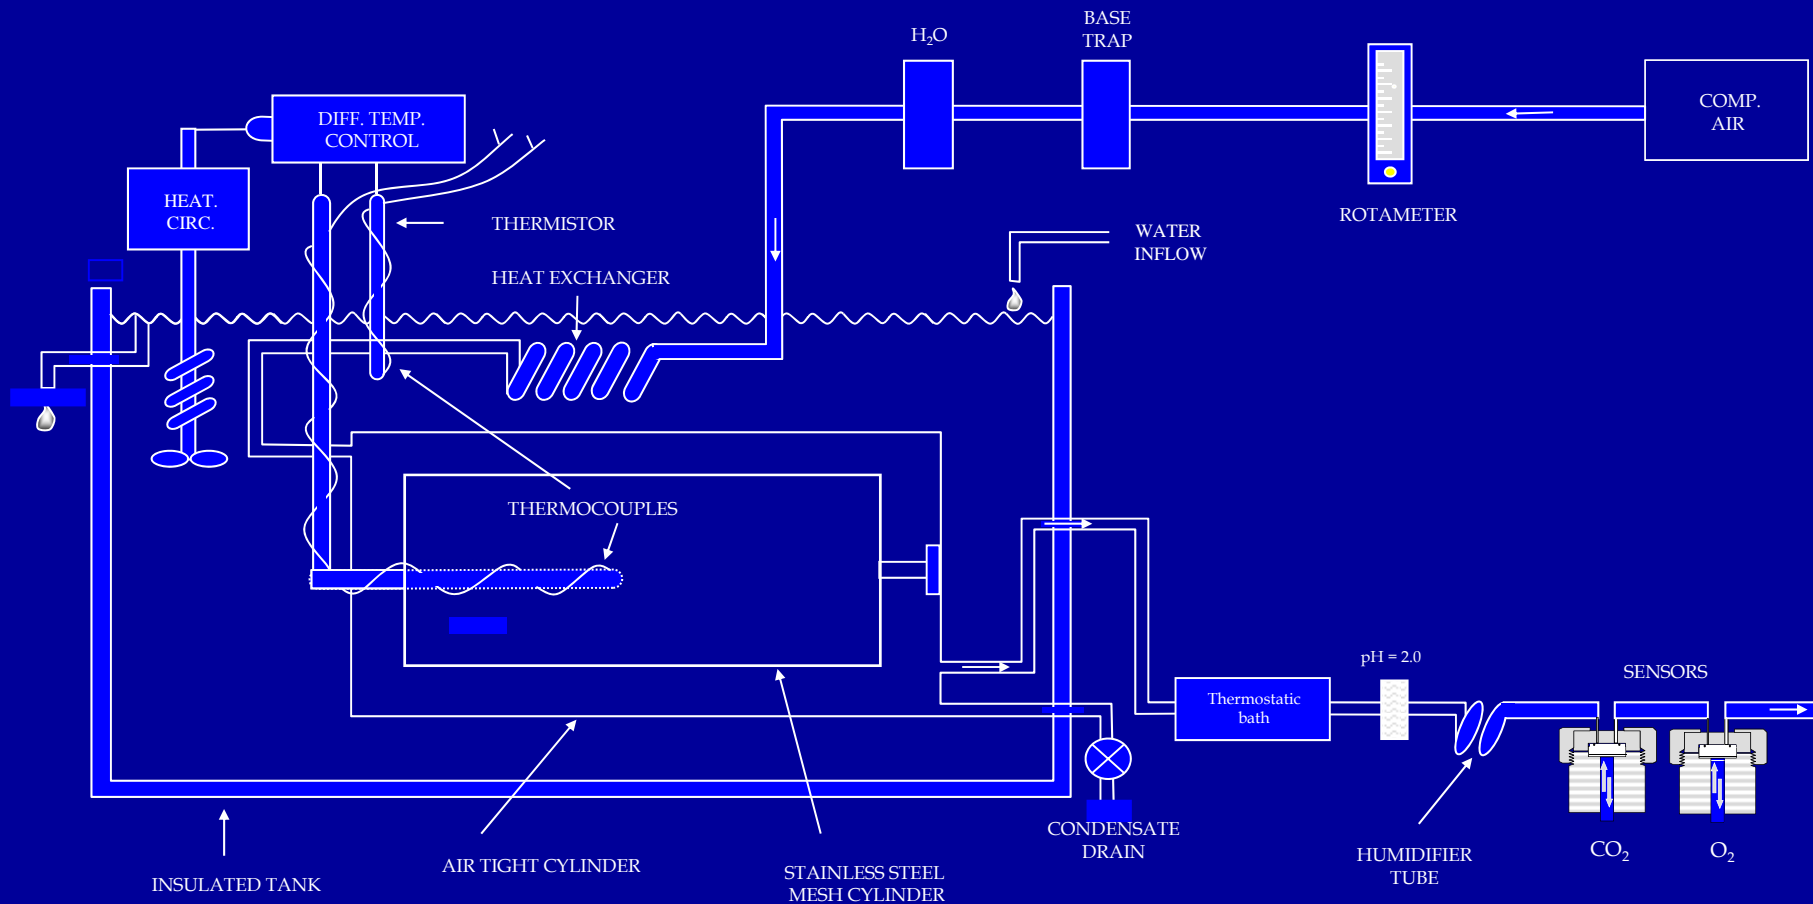 BASE
TRAP
H₂O
COMP.
AIR
DIFF. TEMP.
CONTROL
HEAT.
CIRC.
ROTAMETER
THERMISTOR
WATER
INFLOW
HEAT EXCHANGER
THERMOCOUPLES
pH = 2.0
SENSORS
Thermostatic
bath
CONDENSATE
DRAIN
HUMIDIFIER
TUBE
CO₂
O₂
AIR TIGHT CYLINDER
STAINLESS STEEL
MESH CYLINDER
INSULATED TANK